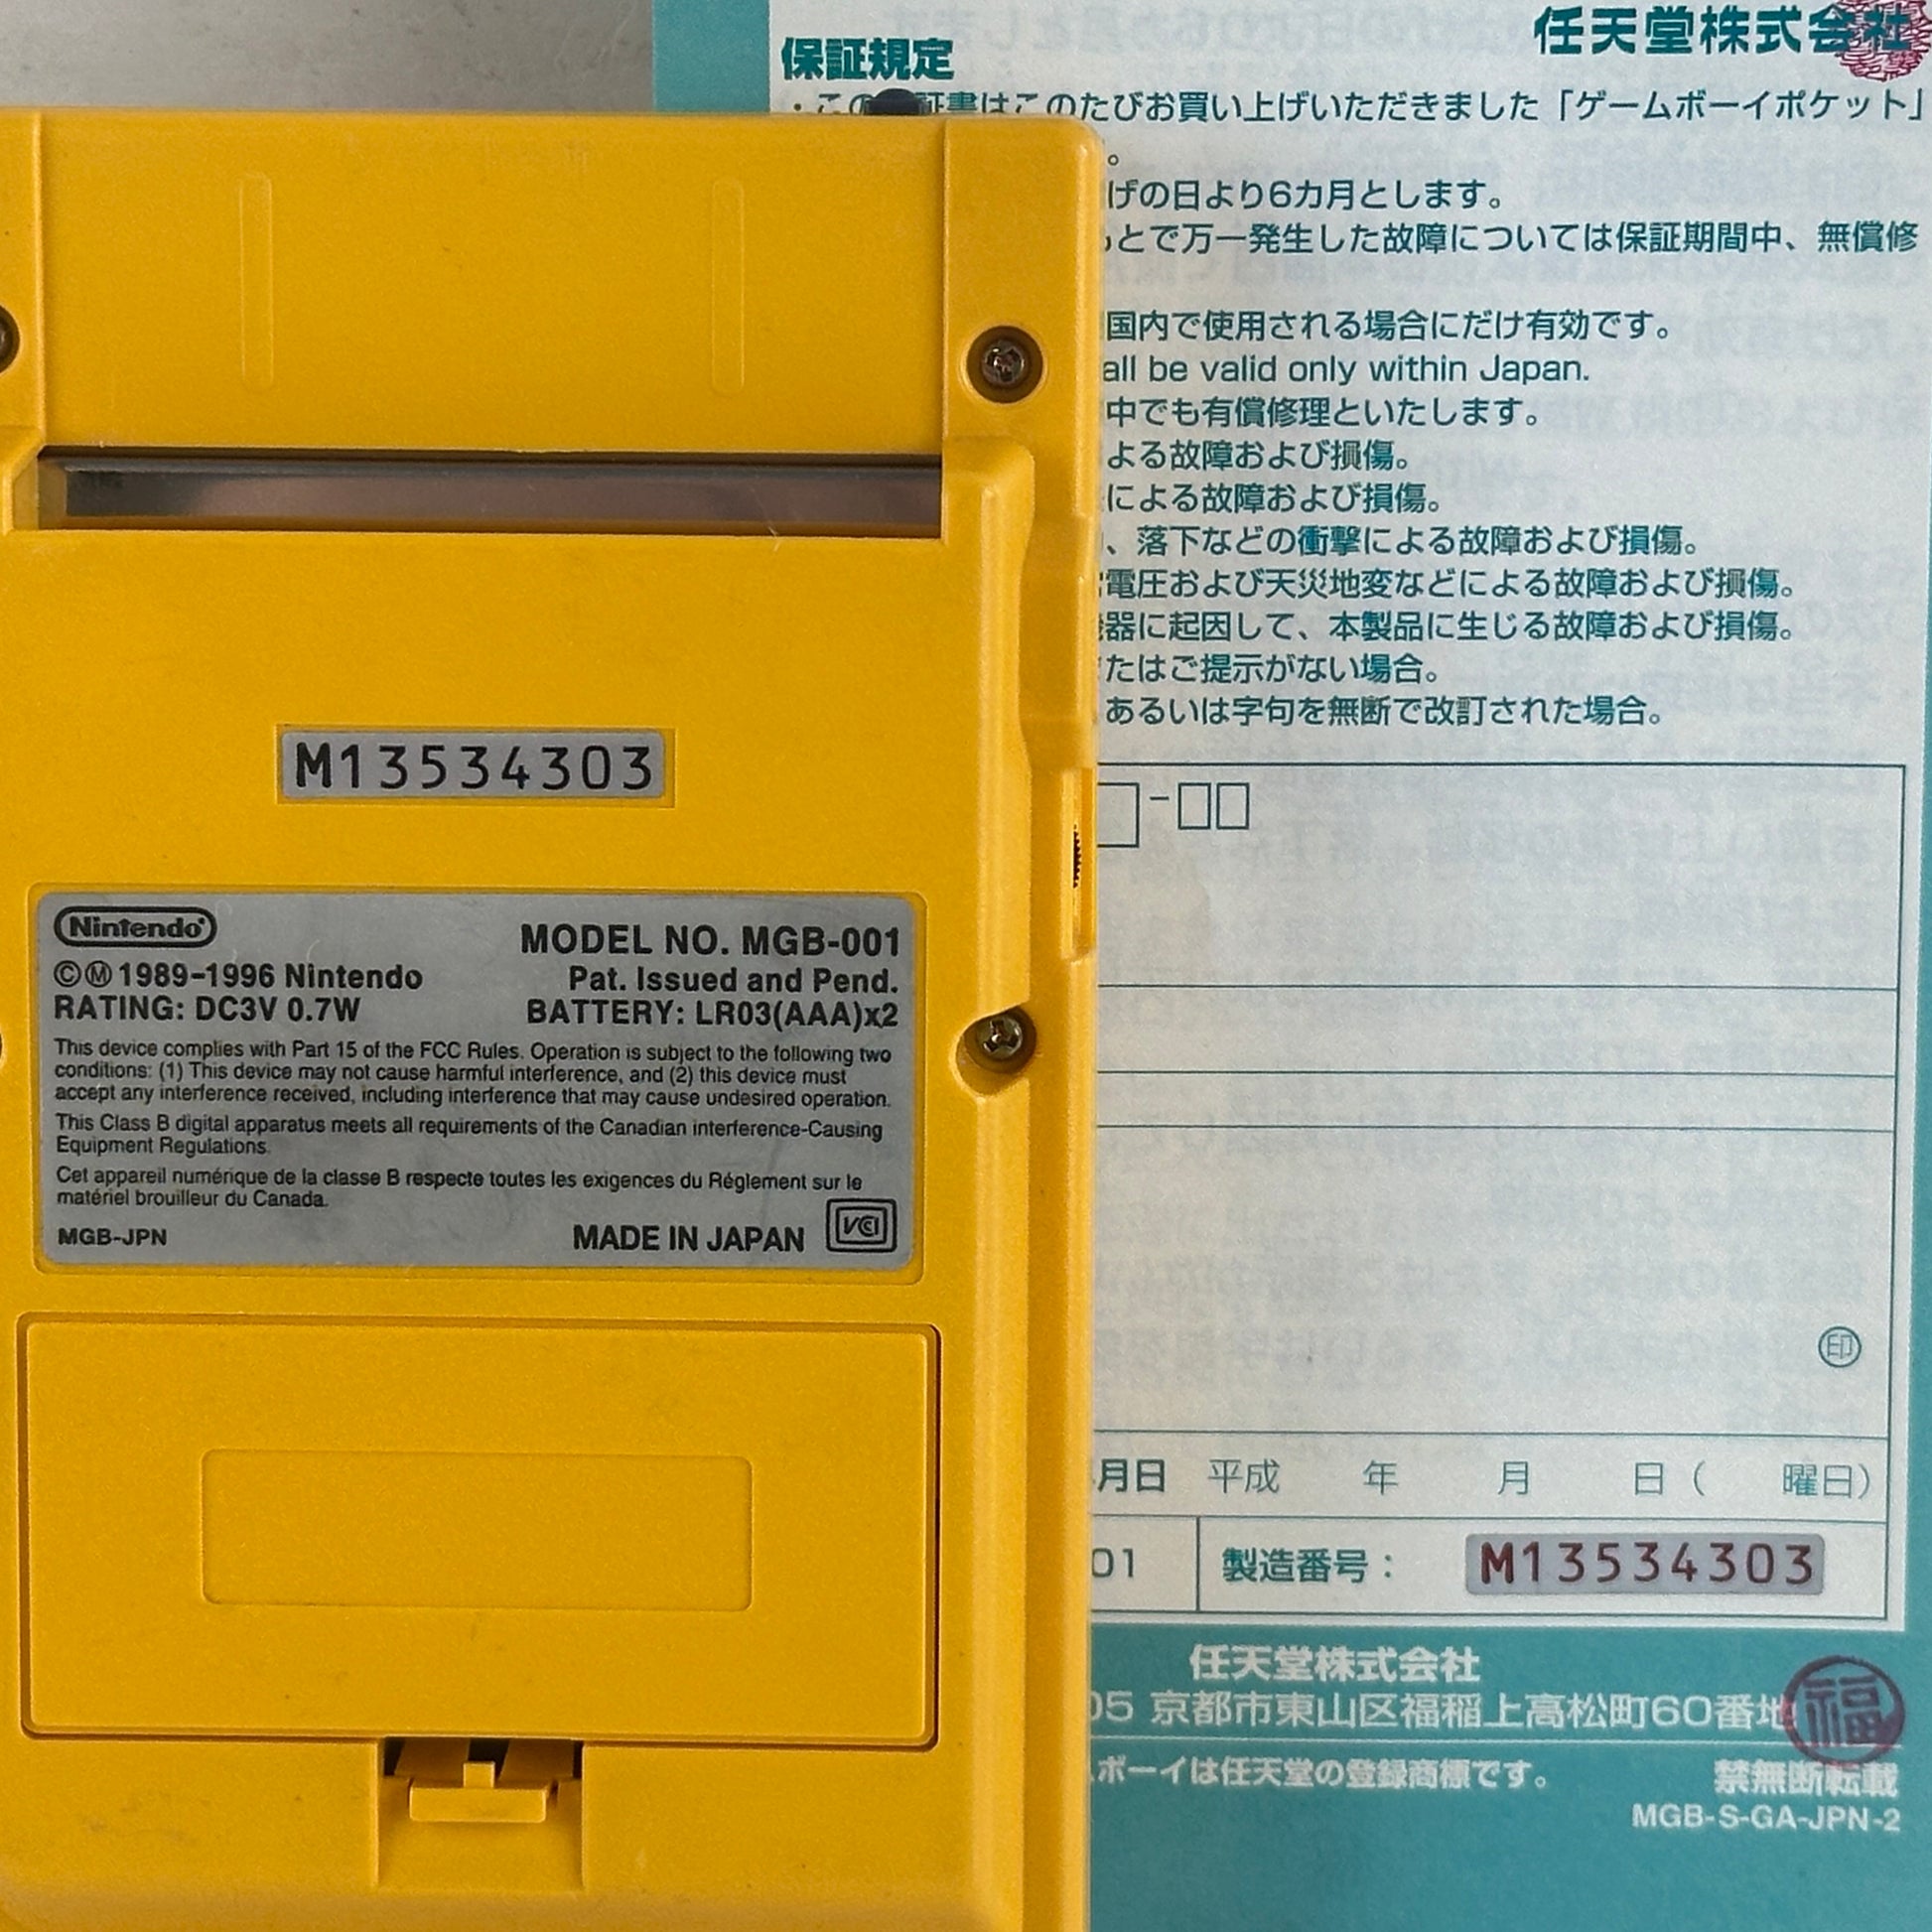 任天堂株式会社
保証規定
・この証書はこのたびお買い上げいただきました「ゲームボーイポケット」
。
げの日より6カ月とします。
もとで万一発生した故障については保証期間中、無償修
国内で使用される場合にだけ有効です。
all be valid only within Japan.
中でも有償修理といたします。
よる故障および損傷。
による故障および損傷。
、落下などの衝撃による故障および損傷。
電圧および天災地変などによる故障および損傷。
器に起因して、本製品に生じる故障および損傷。
たはご提示がない場合。
あるいは字句を無断で改訂された場合。
M13534303
Nintendo
MODEL NO. MGB-001
©Ⓜ1989-1996 Nintendo
Pat. Issued and Pend.
RATING: DC3V 0.7W
BATTERY: LR03(AAA)x2
This device complies with Part 15 of the FCC Rules. Operation is subject to the following two
conditions: (1) This device may not cause harmful interference, and (2) this device must
accept any interference received, including interference that may cause undesired operation.
This Class B digital apparatus meets all requirements of the Canadian interference-Causing
Equipment Regulations.
Cet appareil numérique de la classe B respecte toutes les exigences du Réglement sur le
matériel brouilleur du Canada.
MGB-JPN
MADE IN JAPAN
VCI
印
月日 平成 年 月 日( 曜日)
01
製造番号:
M13534303
任天堂株式会社
05 京都市東山区福稲上高松町60番地
福
ボーイは任天堂の登録商標です。
禁無断転載
MGB-S-GA-JPN-2